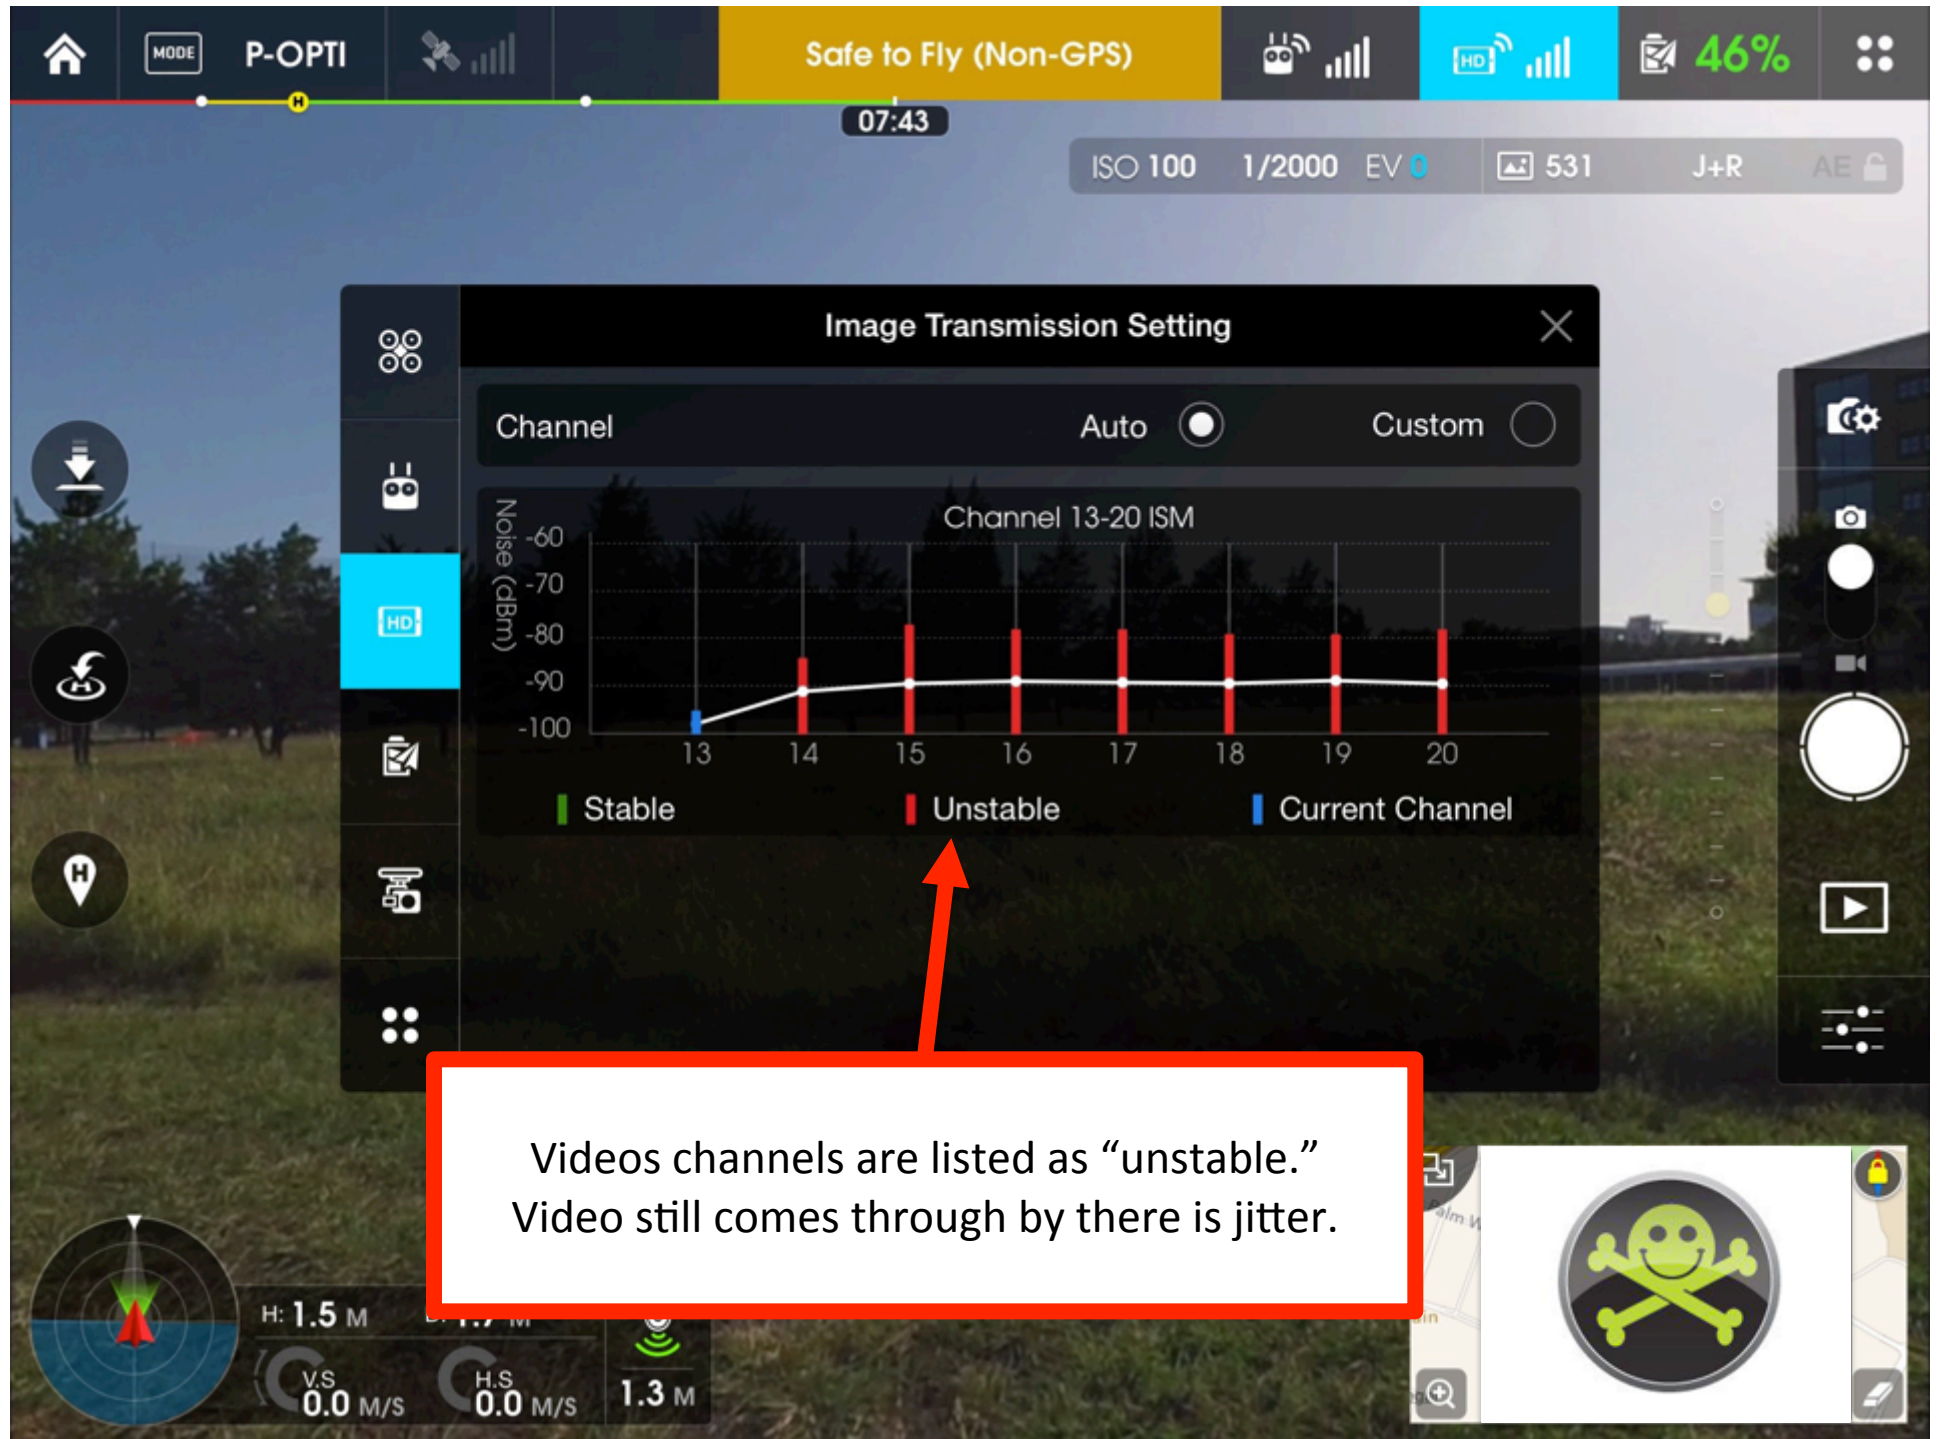 MODE
P-OPTI
Safe to Fly (Non-GPS)
HD
46%
H
07:43
ISO 100 1/2000 EV 0 531 J+R AE
Image Transmission Setting
Channel Auto Custom
Channel 13-20 ISM
Noise (dBm)
-60
-70
-80
-90
-100
13 14 15 16 17 18 19 20
Stable Unstable Current Channel
HD
H
H
Videos channels are listed as “unstable.”
Video still comes through by there is jitter.
H: 1.5 M
V.S
0.0 M/S
H.S
0.0 M/S
1.3 M